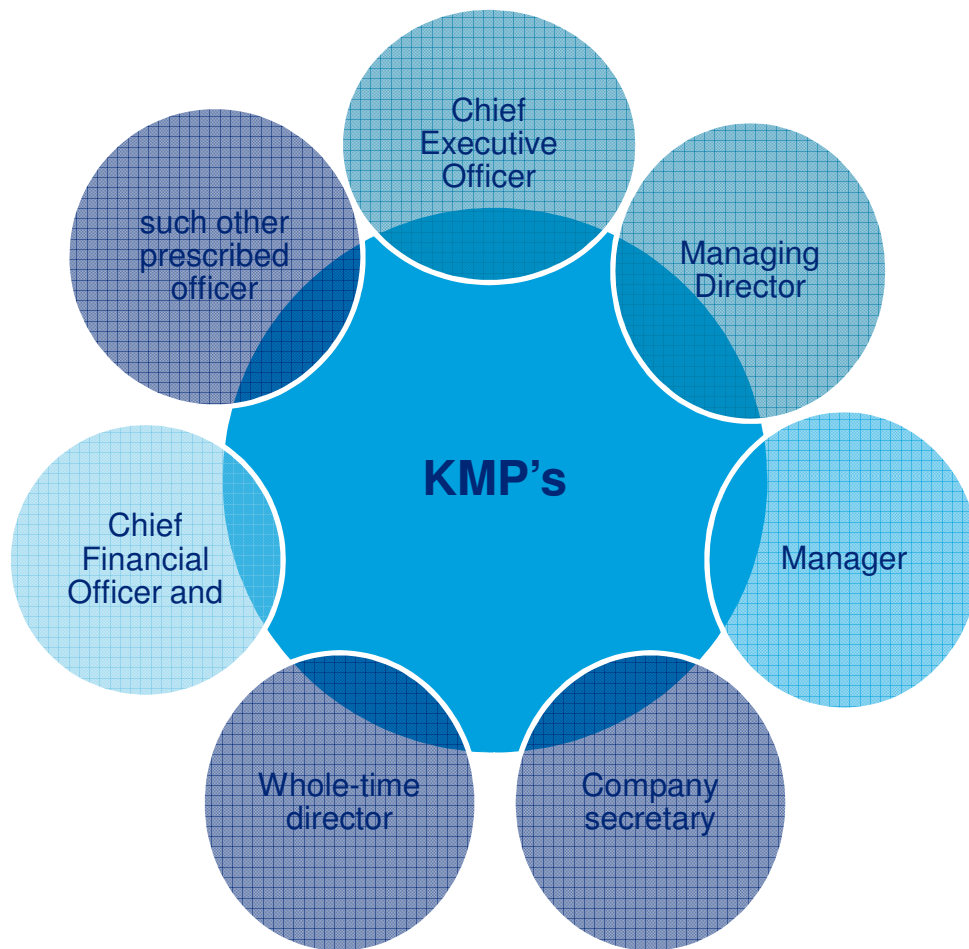 Chief
Executive
Officer
Managing
Director
Manager
Company
secretary
Whole-time
director
Chief
Financial
Officer and
such other
prescribed
officer
KMP’s